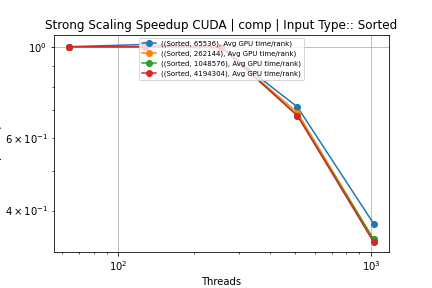 Strong Scaling Speedup CUDA | comp | Input Type:: Sorted
((Sorted, 65536), Avg GPU time/rank)
((Sorted, 262144), Avg GPU time/rank)
((Sorted, 1048576), Avg GPU time/rank)
((Sorted, 4194304), Avg GPU time/rank)
10⁰
6 × 10⁻¹
4 × 10⁻¹
10² 10³
Threads